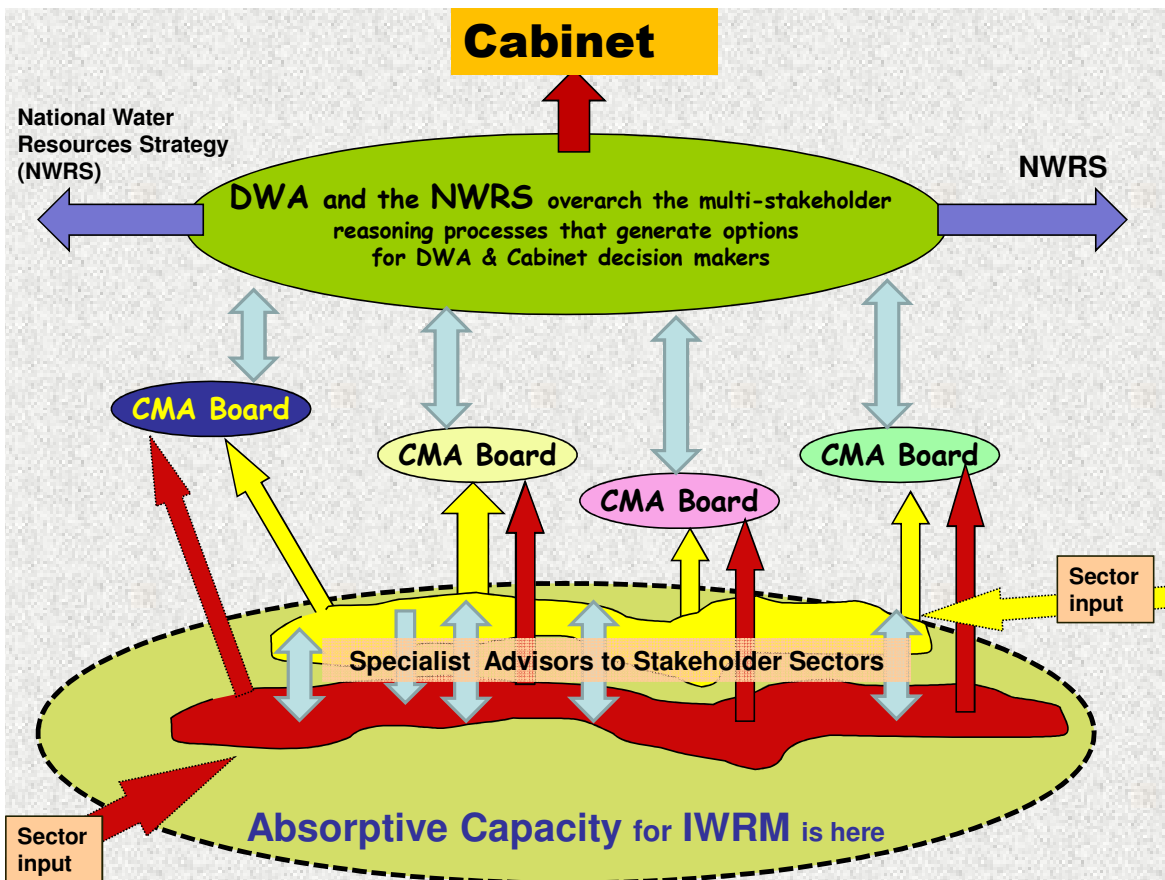 Cabinet
National Water
Resources Strategy
(NWRS)
NWRS
DWA and the NWRS overarch the multi-stakeholder
reasoning processes that generate options
for DWA & Cabinet decision makers
CMA Board
CMA Board
CMA Board
CMA Board
Sector
input
Specialist Advisors to Stakeholder Sectors
Absorptive Capacity for IWRM is here
Sector
input